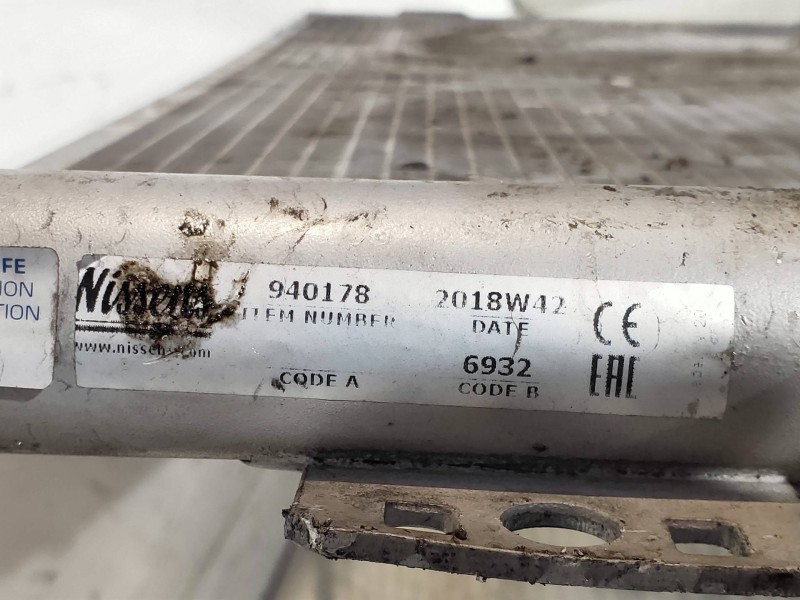 FE
ION
TION
Nissens
940178
ITEM NUMBER
2018W42
DATE
CE
www.nissens.com
CODE A
6932
CODE B
EAC